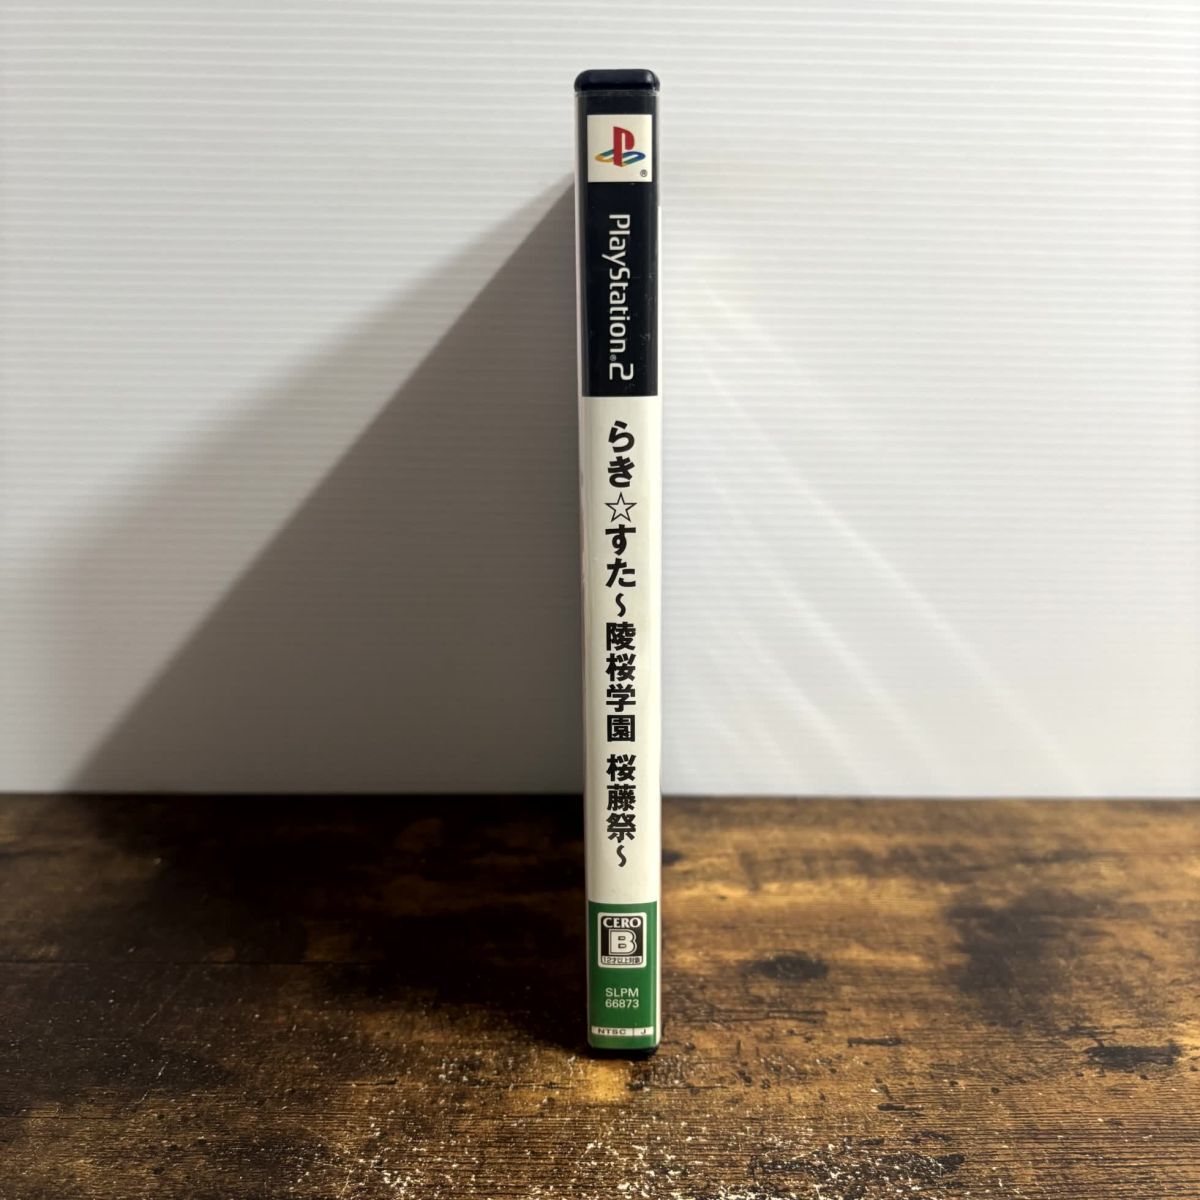 ®
PlayStation®2
らき☆すた～陵桜学園 桜藤祭～
CERO
B
12才以上対象
SLPM
66873
NTSC J